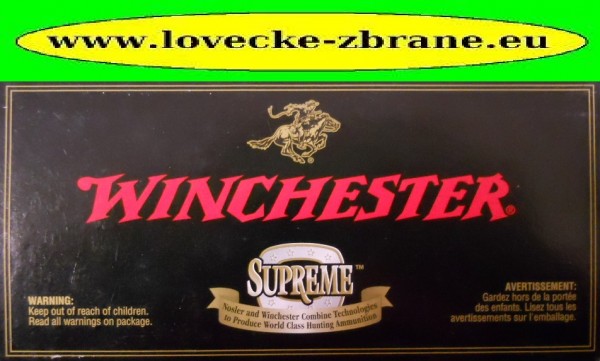 www.lovecke-zbrane.eu
WINCHESTER®
SUPREME™
Nosler and Winchester Combine Technologies
to Produce World Class Hunting Ammunition
WARNING:
Keep out of reach of children.
Read all warnings on package.
AVERTISSEMENT:
Gardez hors de la portée
des enfants. Lisez tous les
avertissements sur l'emballage.